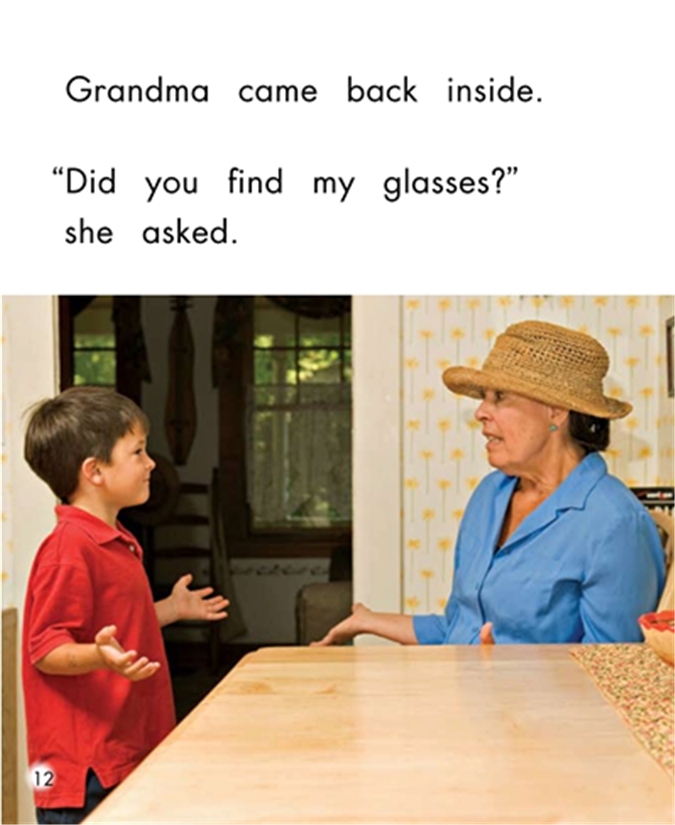 Grandma came back inside.
“Did you find my glasses?”
she asked.
12